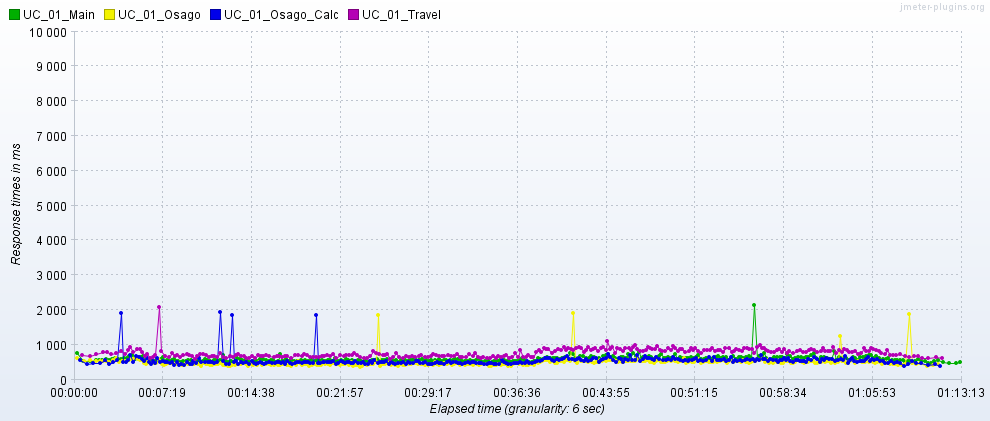 UC_01_Main UC_01_Osago UC_01_Osago_Calc UC_01_Travel
jmeter-plugins.org
10 000
9 000
8 000
7 000
6 000
5 000
4 000
3 000
2 000
1 000
0
Response times in ms
00:00:00 00:07:19 00:14:38 00:21:57 00:29:17 00:36:36 00:43:55 00:51:15 00:58:34 01:05:53 01:13:13
Elapsed time (granularity: 6 sec)